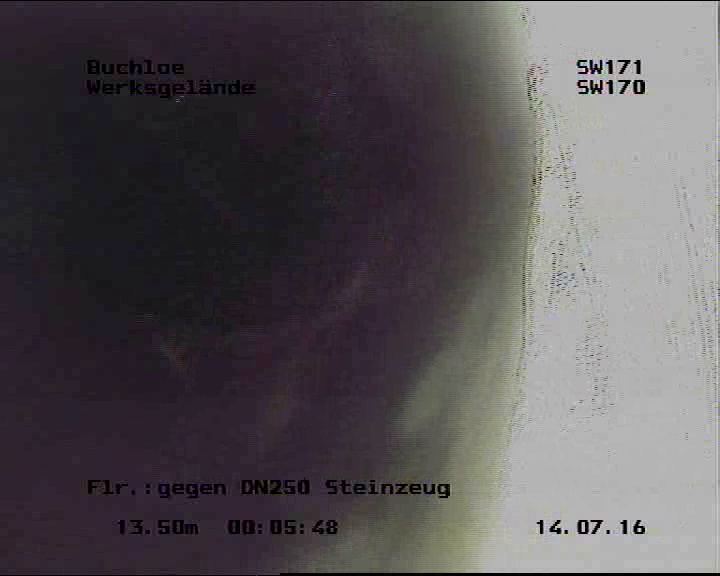 Buchloe SW171
Werksgelände SW170
Flr.:gegen DN250 Steinzeug
13.50m 00:05:48 14.07.16